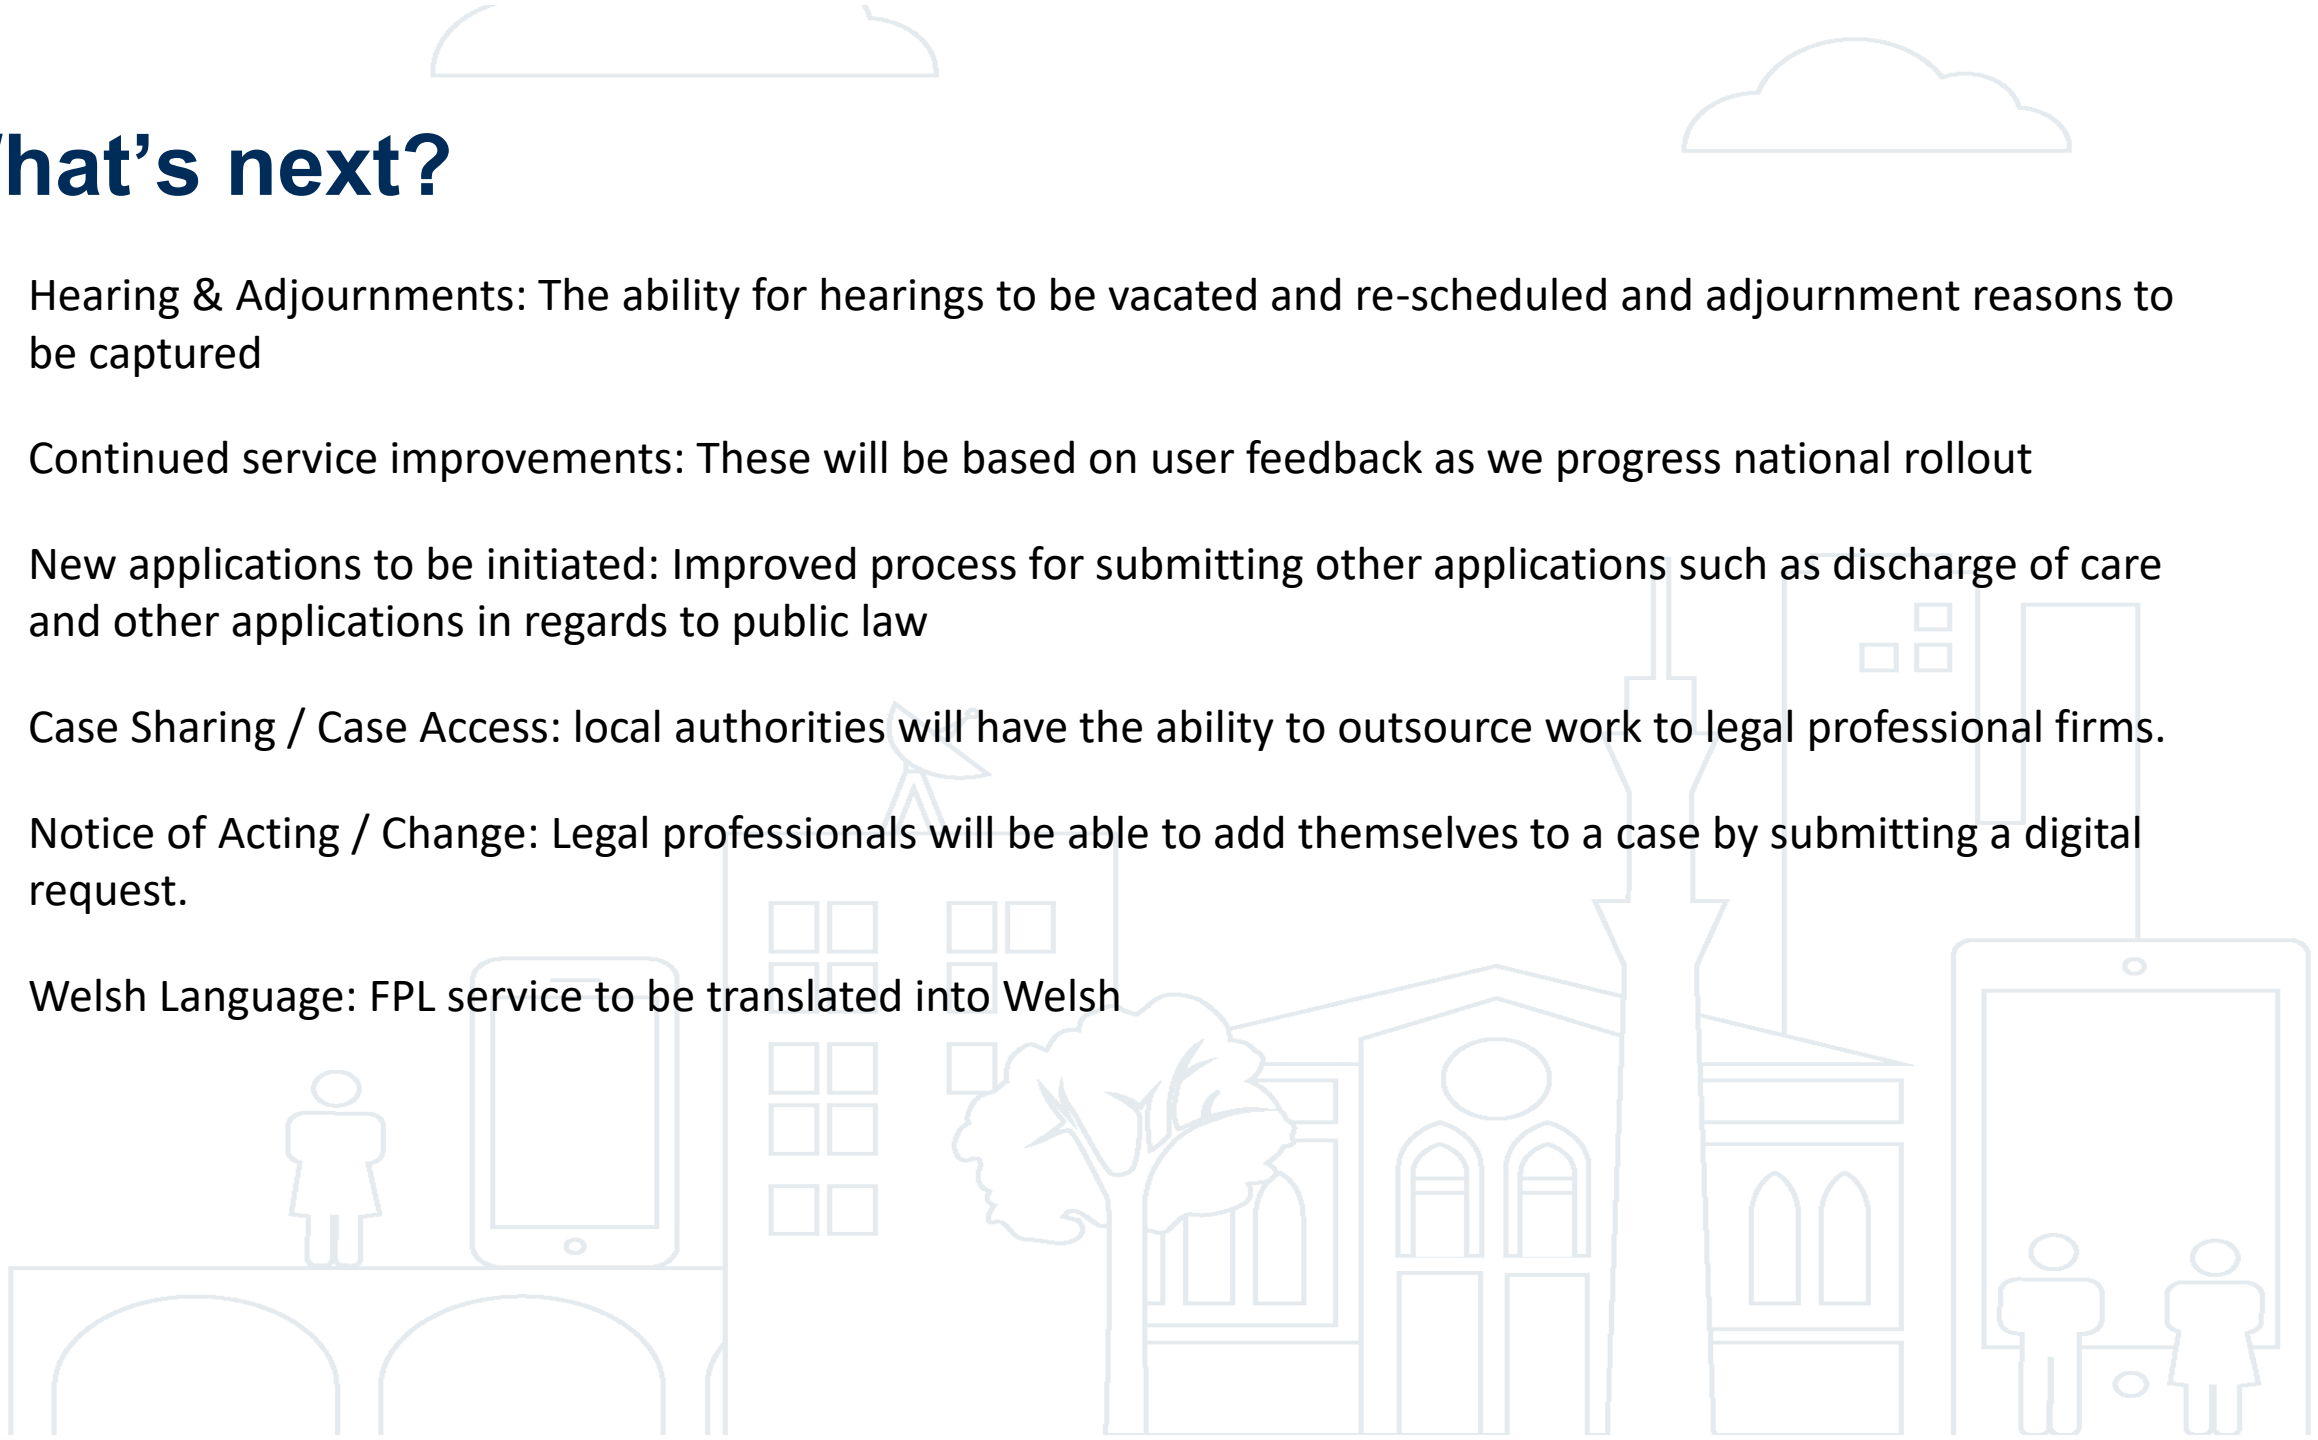 hat’s next?
Hearing & Adjournments: The ability for hearings to be vacated and re-scheduled and adjournment reasons to
be captured
Continued service improvements: These will be based on user feedback as we progress national rollout
New applications to be initiated: Improved process for submitting other applications such as discharge of care
and other applications in regards to public law
Case Sharing / Case Access: local authorities will have the ability to outsource work to legal professional firms.
Notice of Acting / Change: Legal professionals will be able to add themselves to a case by submitting a digital
request.
Welsh Language: FPL service to be translated into Welsh